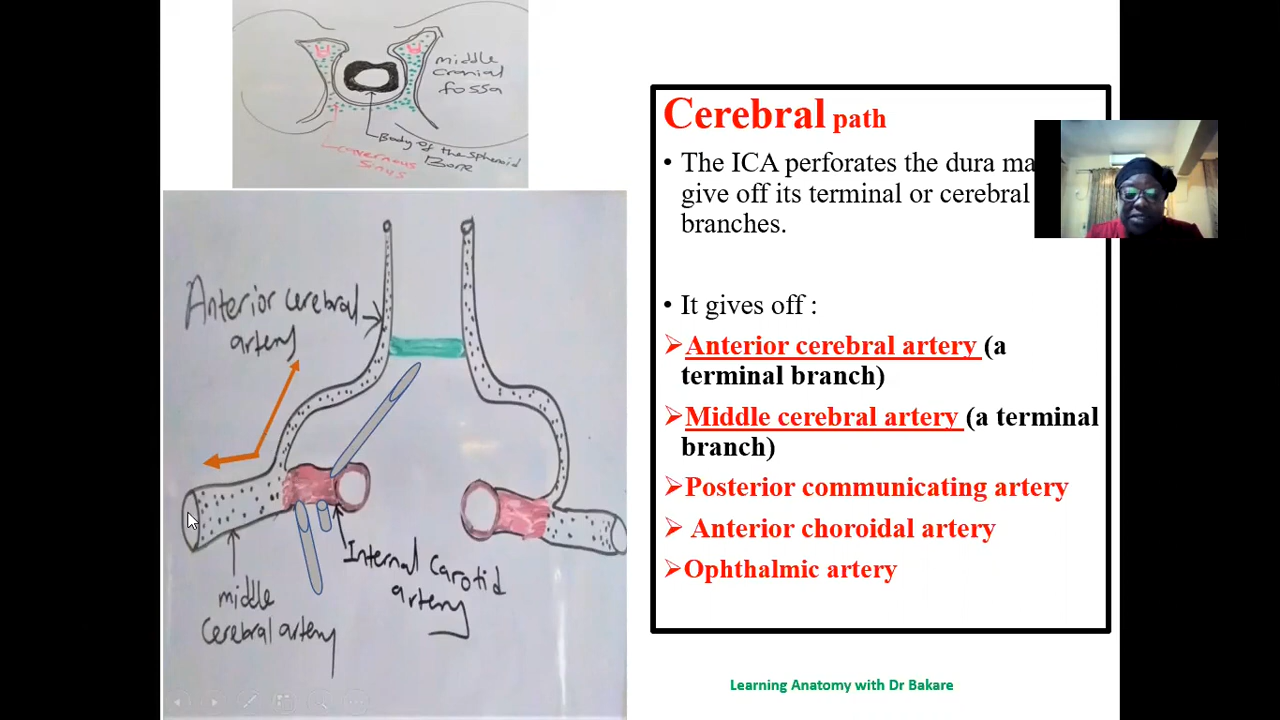 middle
cranial
fossa
Body of the sphenoid
Bone
cavernous
sinus
Anterior cerebral
artery
Internal Carotid
artery
middle
Cerebral artery
Cerebral path
• The ICA perforates the dura ma
give off its terminal or cerebral
branches.
• It gives off :
➢Anterior cerebral artery (a
terminal branch)
➢Middle cerebral artery (a terminal
branch)
➢Posterior communicating artery
➢ Anterior choroidal artery
➢Ophthalmic artery
Learning Anatomy with Dr Bakare